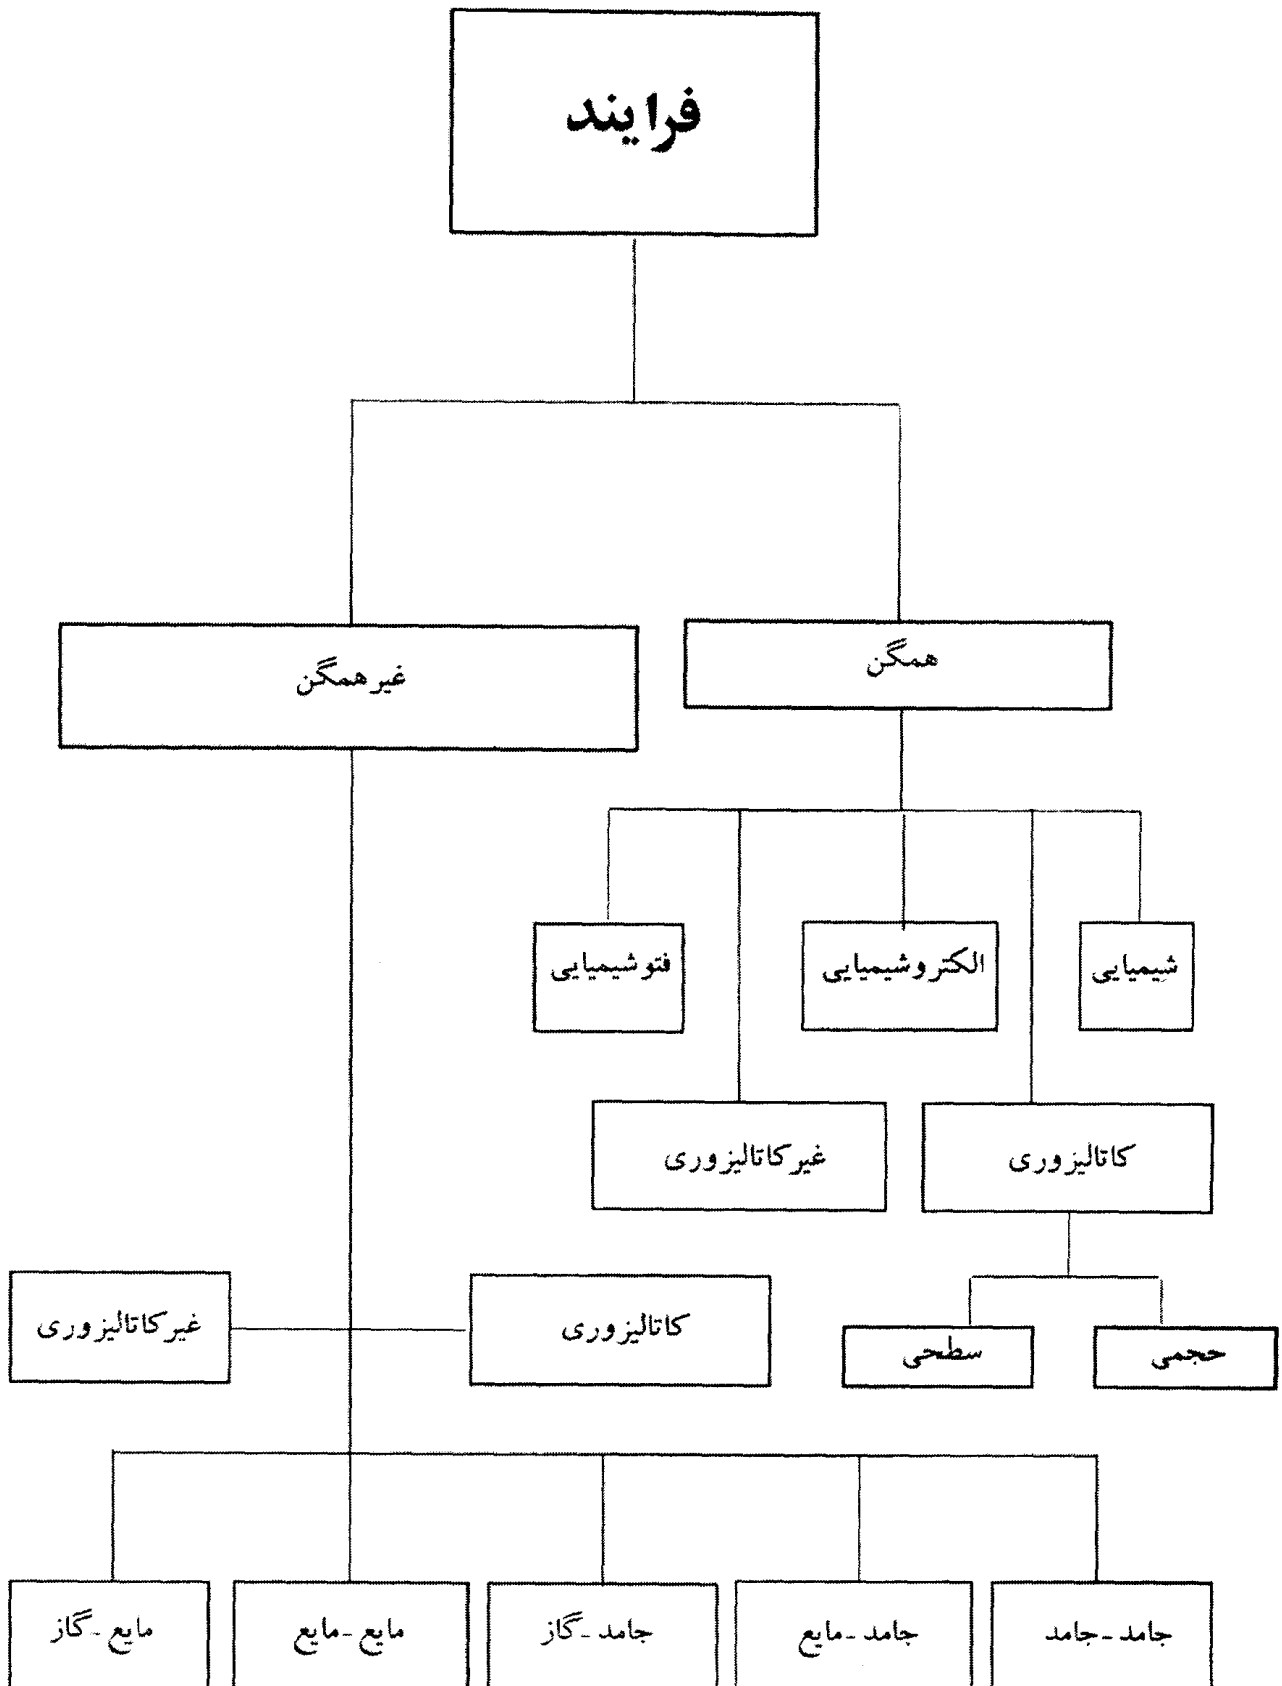 فرایند
همگن
غیرهمگن
شیمیایی
الکتروشیمیایی
فتوشیمیایی
کاتالیزوری
غیرکاتالیزوری
حجمی
سطحی
کاتالیزوری
غیرکاتالیزوری
جامد-جامد
جامد-مایع
جامد-گاز
مایع-مایع
مایع-گاز